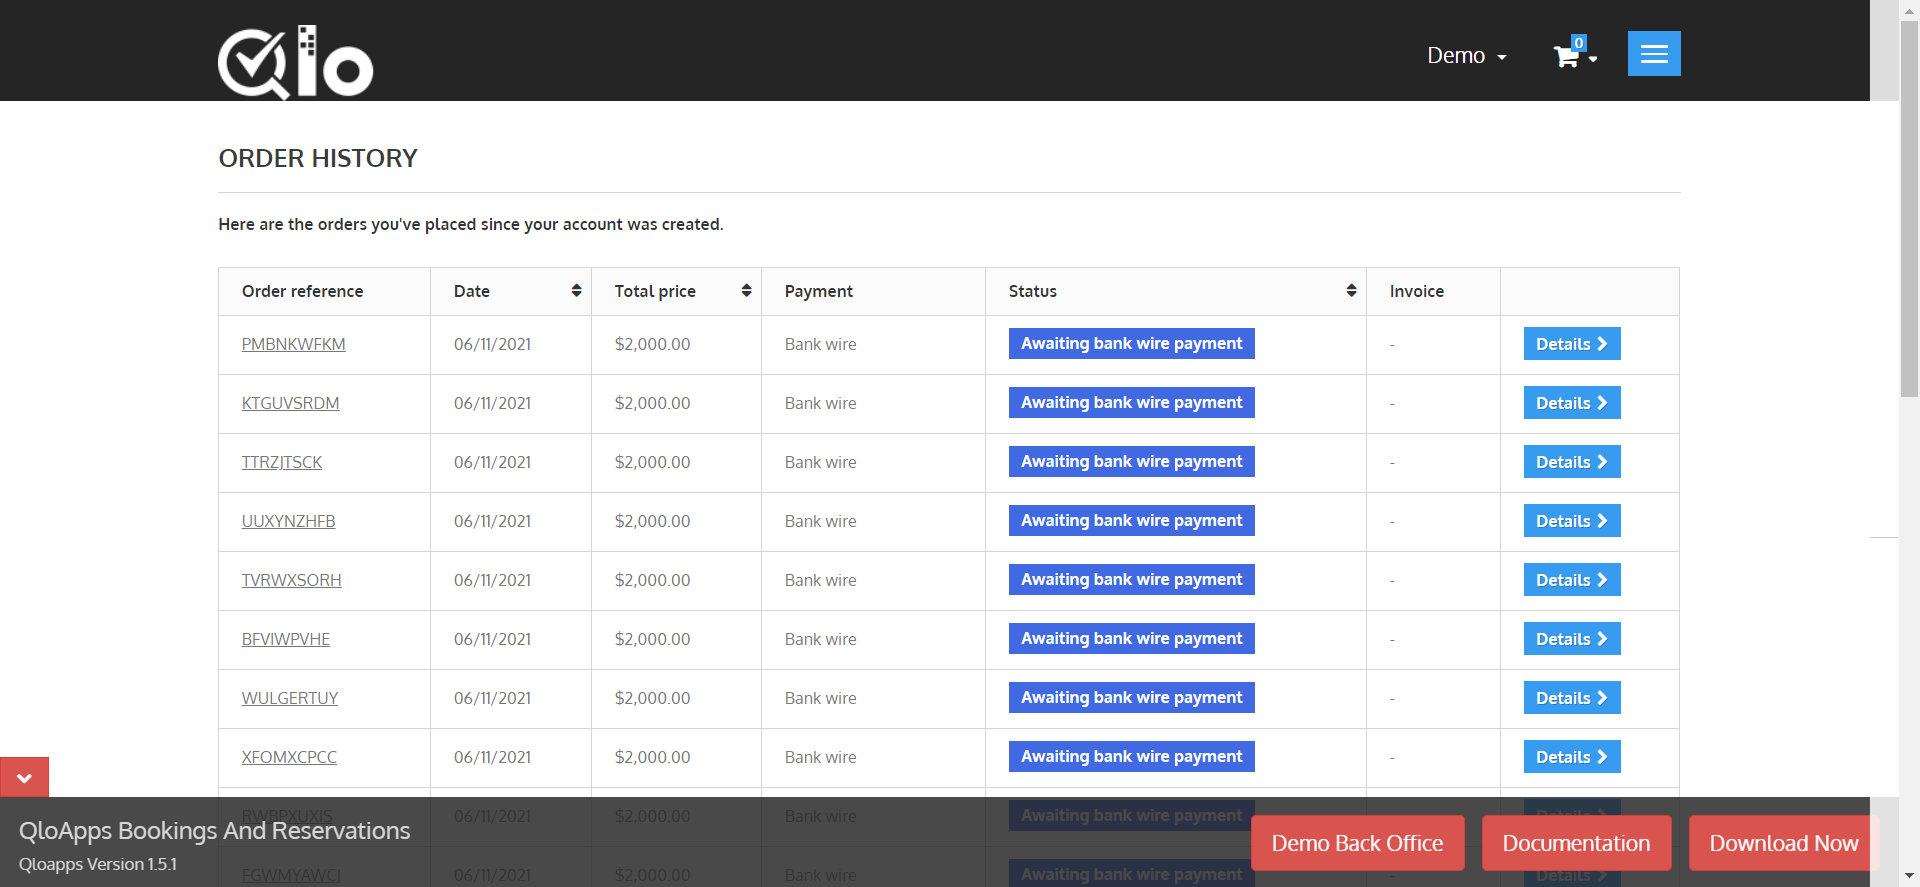 Qlo
Demo
0
ORDER HISTORY
Here are the orders you've placed since your account was created.
Order reference Date Total price Payment Status Invoice
PMBNKWFKM 06/11/2021 $2,000.00 Bank wire Awaiting bank wire payment - Details
KTGUVSRDM 06/11/2021 $2,000.00 Bank wire Awaiting bank wire payment - Details
TTRZJTSCK 06/11/2021 $2,000.00 Bank wire Awaiting bank wire payment - Details
UUXYNZHFB 06/11/2021 $2,000.00 Bank wire Awaiting bank wire payment - Details
TVRWXSORH 06/11/2021 $2,000.00 Bank wire Awaiting bank wire payment - Details
BFVIWPVHE 06/11/2021 $2,000.00 Bank wire Awaiting bank wire payment - Details
WULGERTUY 06/11/2021 $2,000.00 Bank wire Awaiting bank wire payment - Details
XFOMXCPCC 06/11/2021 $2,000.00 Bank wire Awaiting bank wire payment - Details
RWBPXUXIS 06/11/2021 $2,000.00 Bank wire Awaiting bank wire payment - Details
QloApps Bookings And Reservations
Demo Back Office Documentation Download Now
Qloapps Version 1.5.1
FGWMYAWCJ 06/11/2021 $2,000.00 Bank wire Awaiting bank wire payment - Details